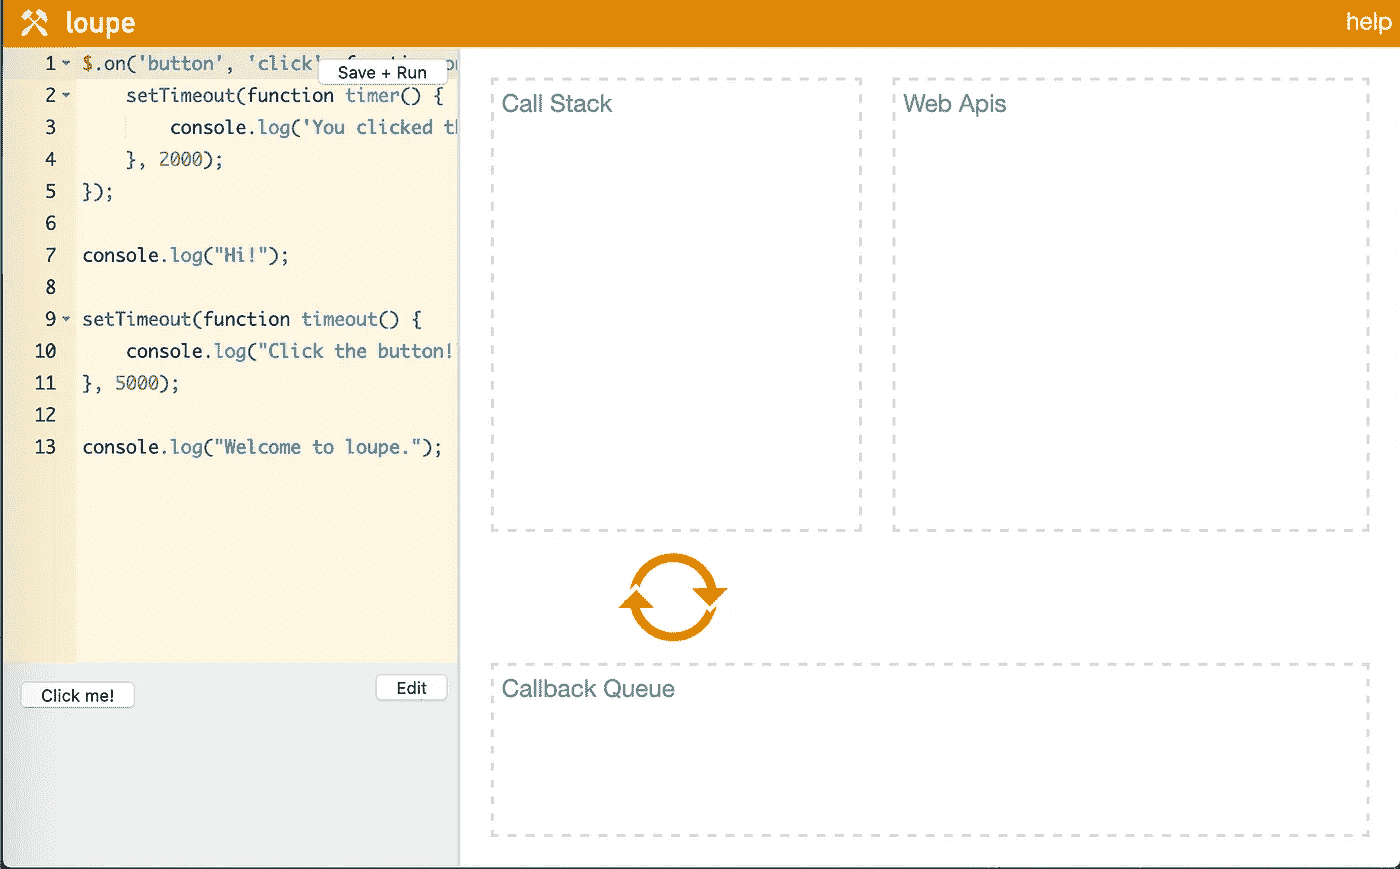 loupe
help
1 $.on('button', 'click'
Save + Run
2 setTimeout(function timer() {
3 console.log('You clicked
4 }, 2000);
5 });
6
7 console.log("Hi!");
8
9 setTimeout(function timeout() {
10 console.log("Click the button!
11 }, 5000);
12
13 console.log("Welcome to loupe.");
Click me!
Edit
Call Stack
Web Apis
Callback Queue